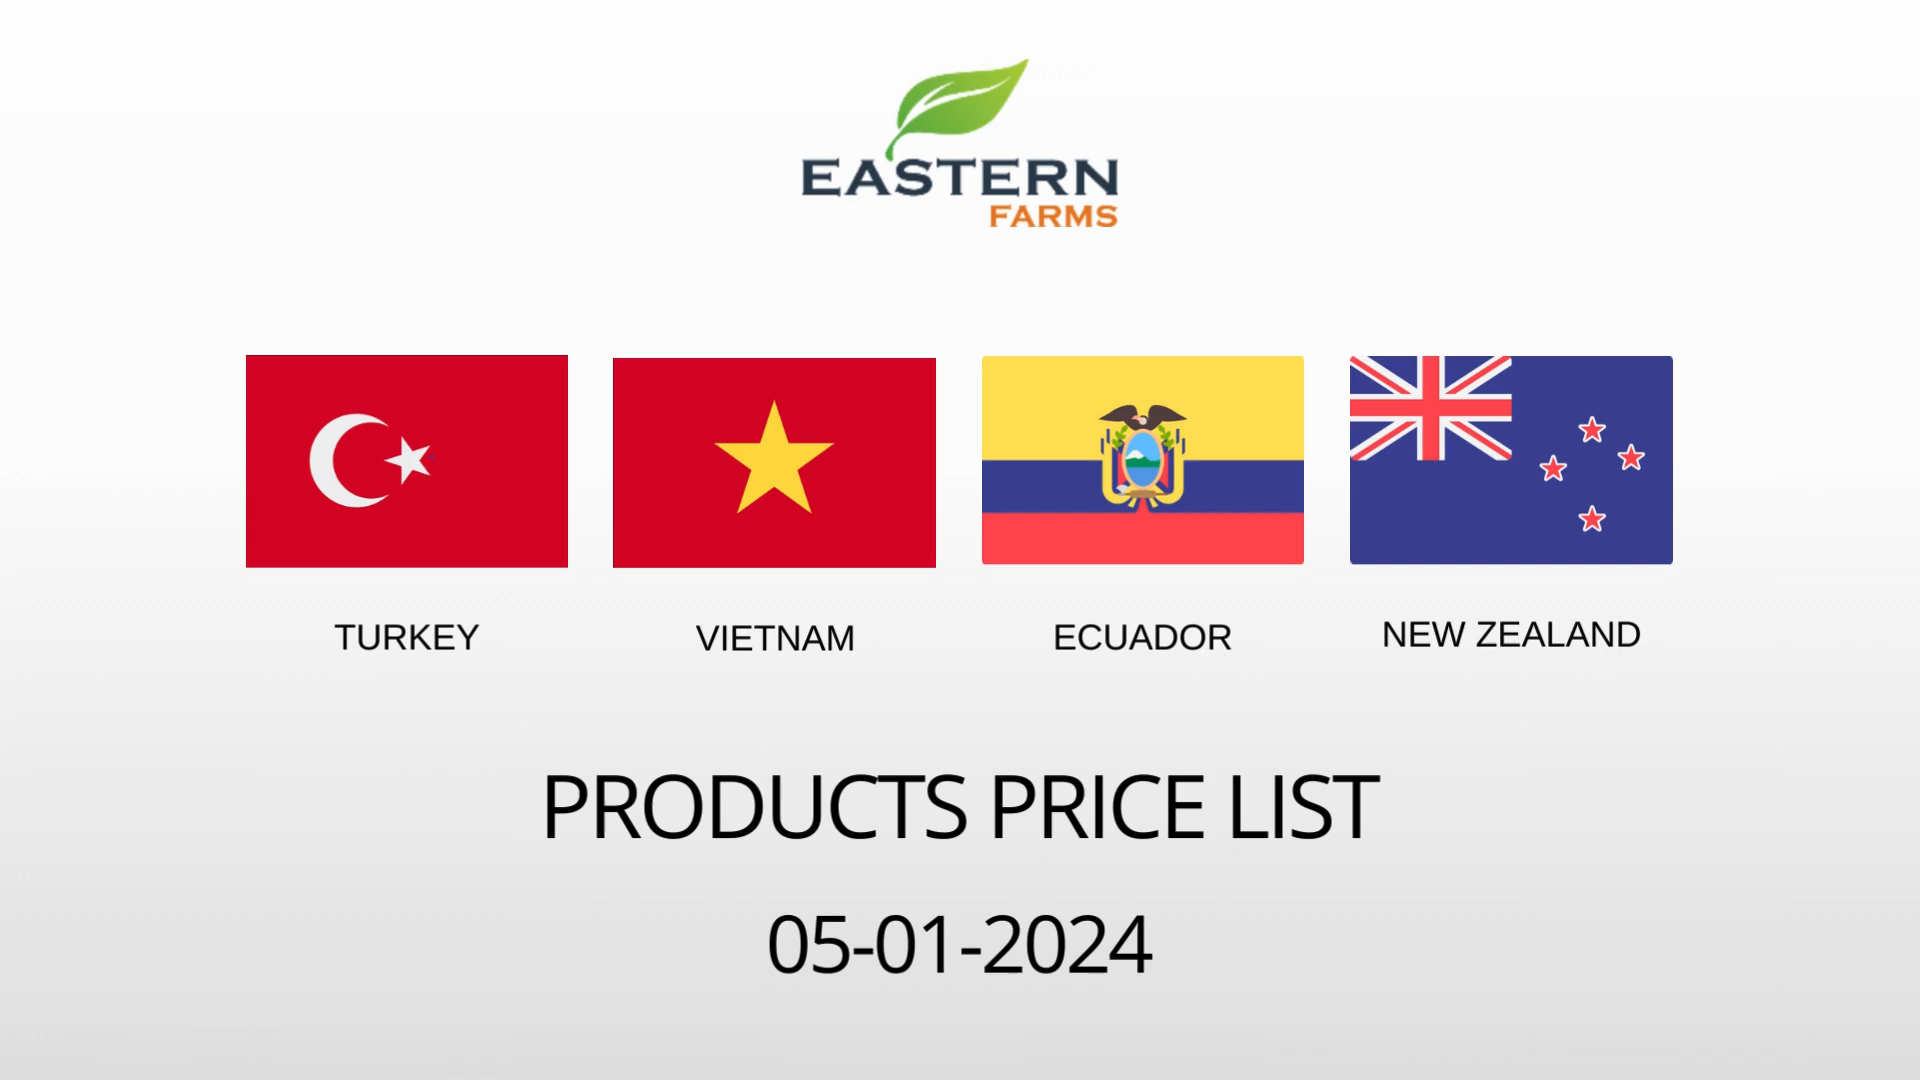 EASTERN
FARMS
TURKEY
VIETNAM
ECUADOR
NEW ZEALAND
PRODUCTS PRICE LIST
05-01-2024